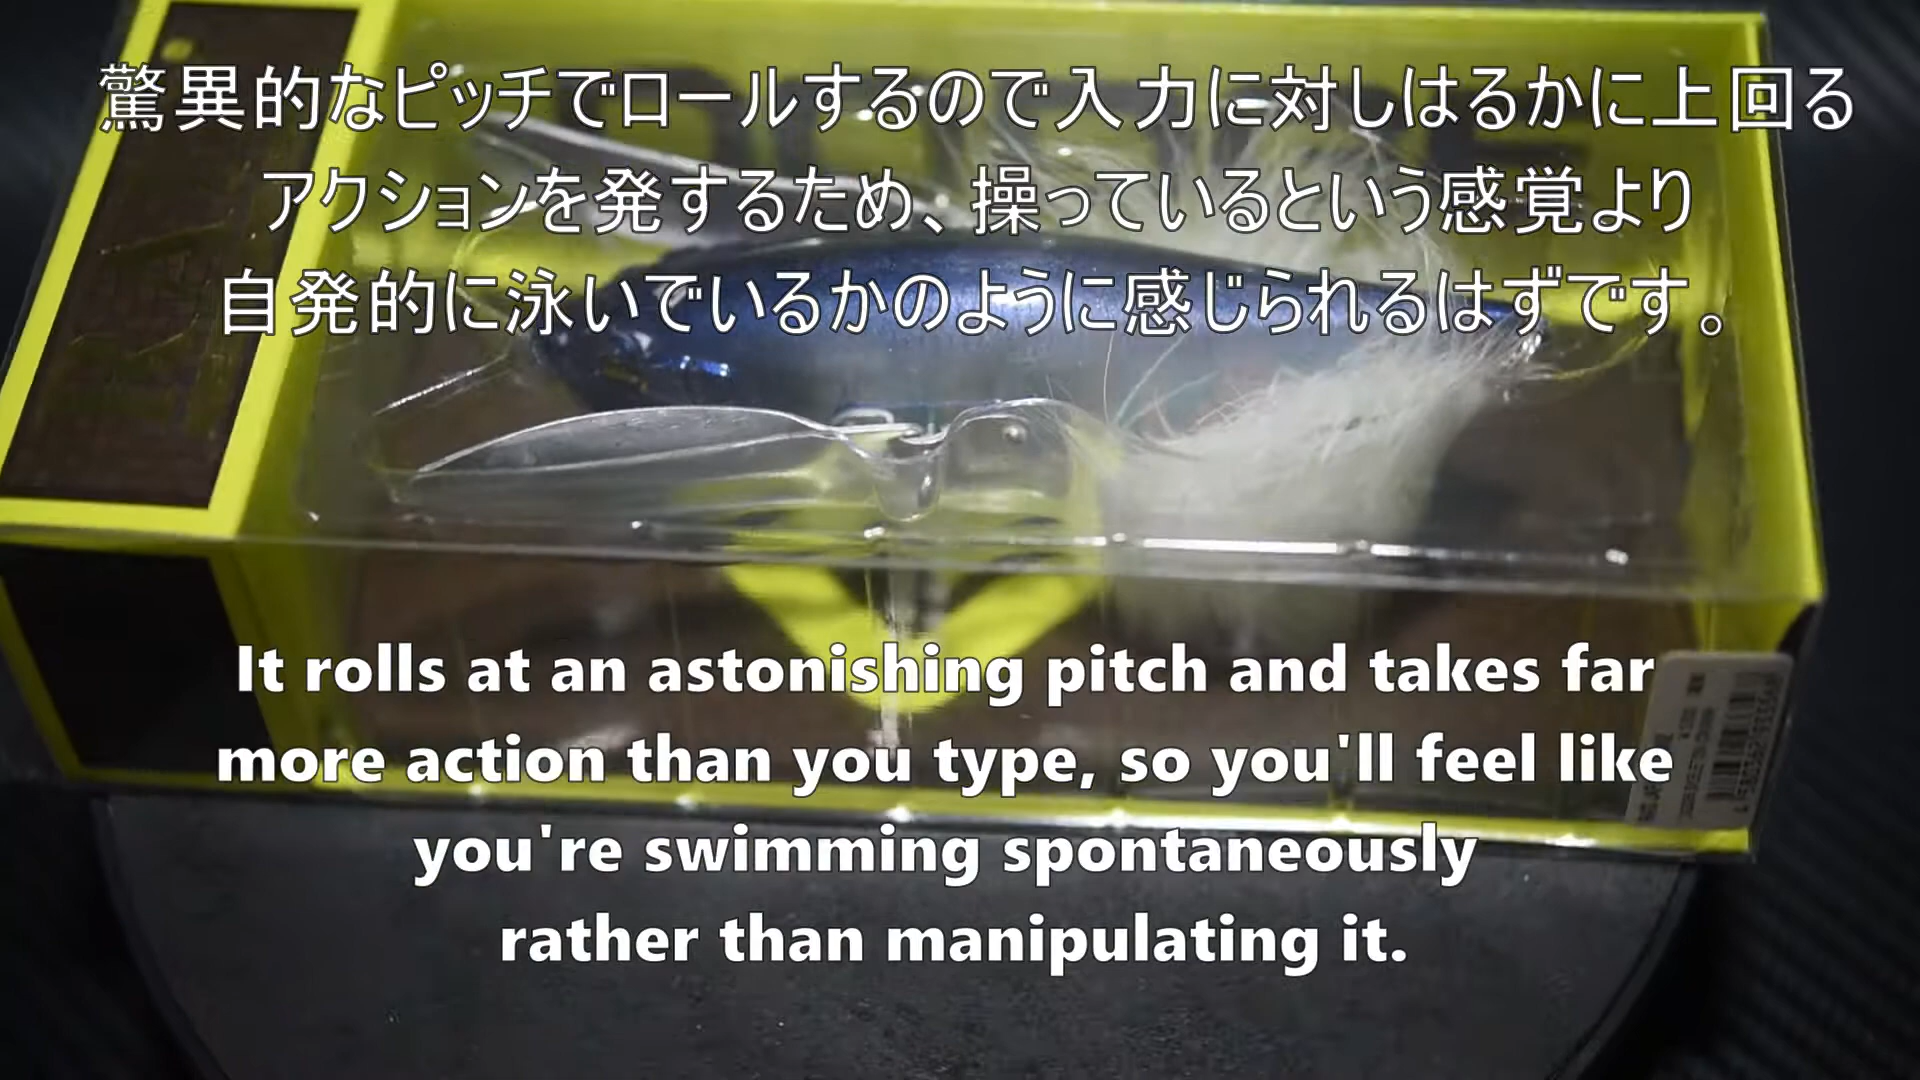 驚異的なピッチでロールするので入力に対しはるかに上回る
アクションを発するため、操っているという感覚より
自発的に泳いでいるかのように感じられるはずです。
It rolls at an astonishing pitch and takes far
more action than you type, so you'll feel like
you're swimming spontaneously
rather than manipulating it.